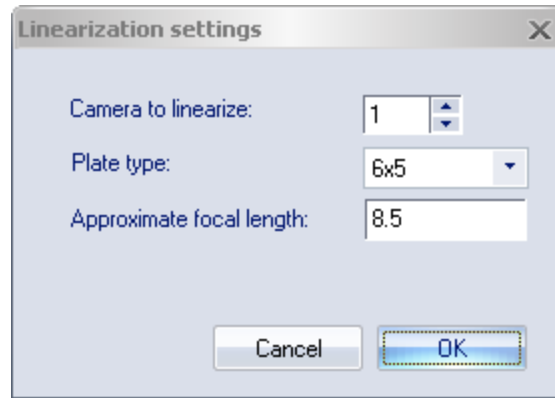 Linearization settings
Camera to linearize: 1
Plate type: 6x5
Approximate focal length: 8.5
Cancel OK